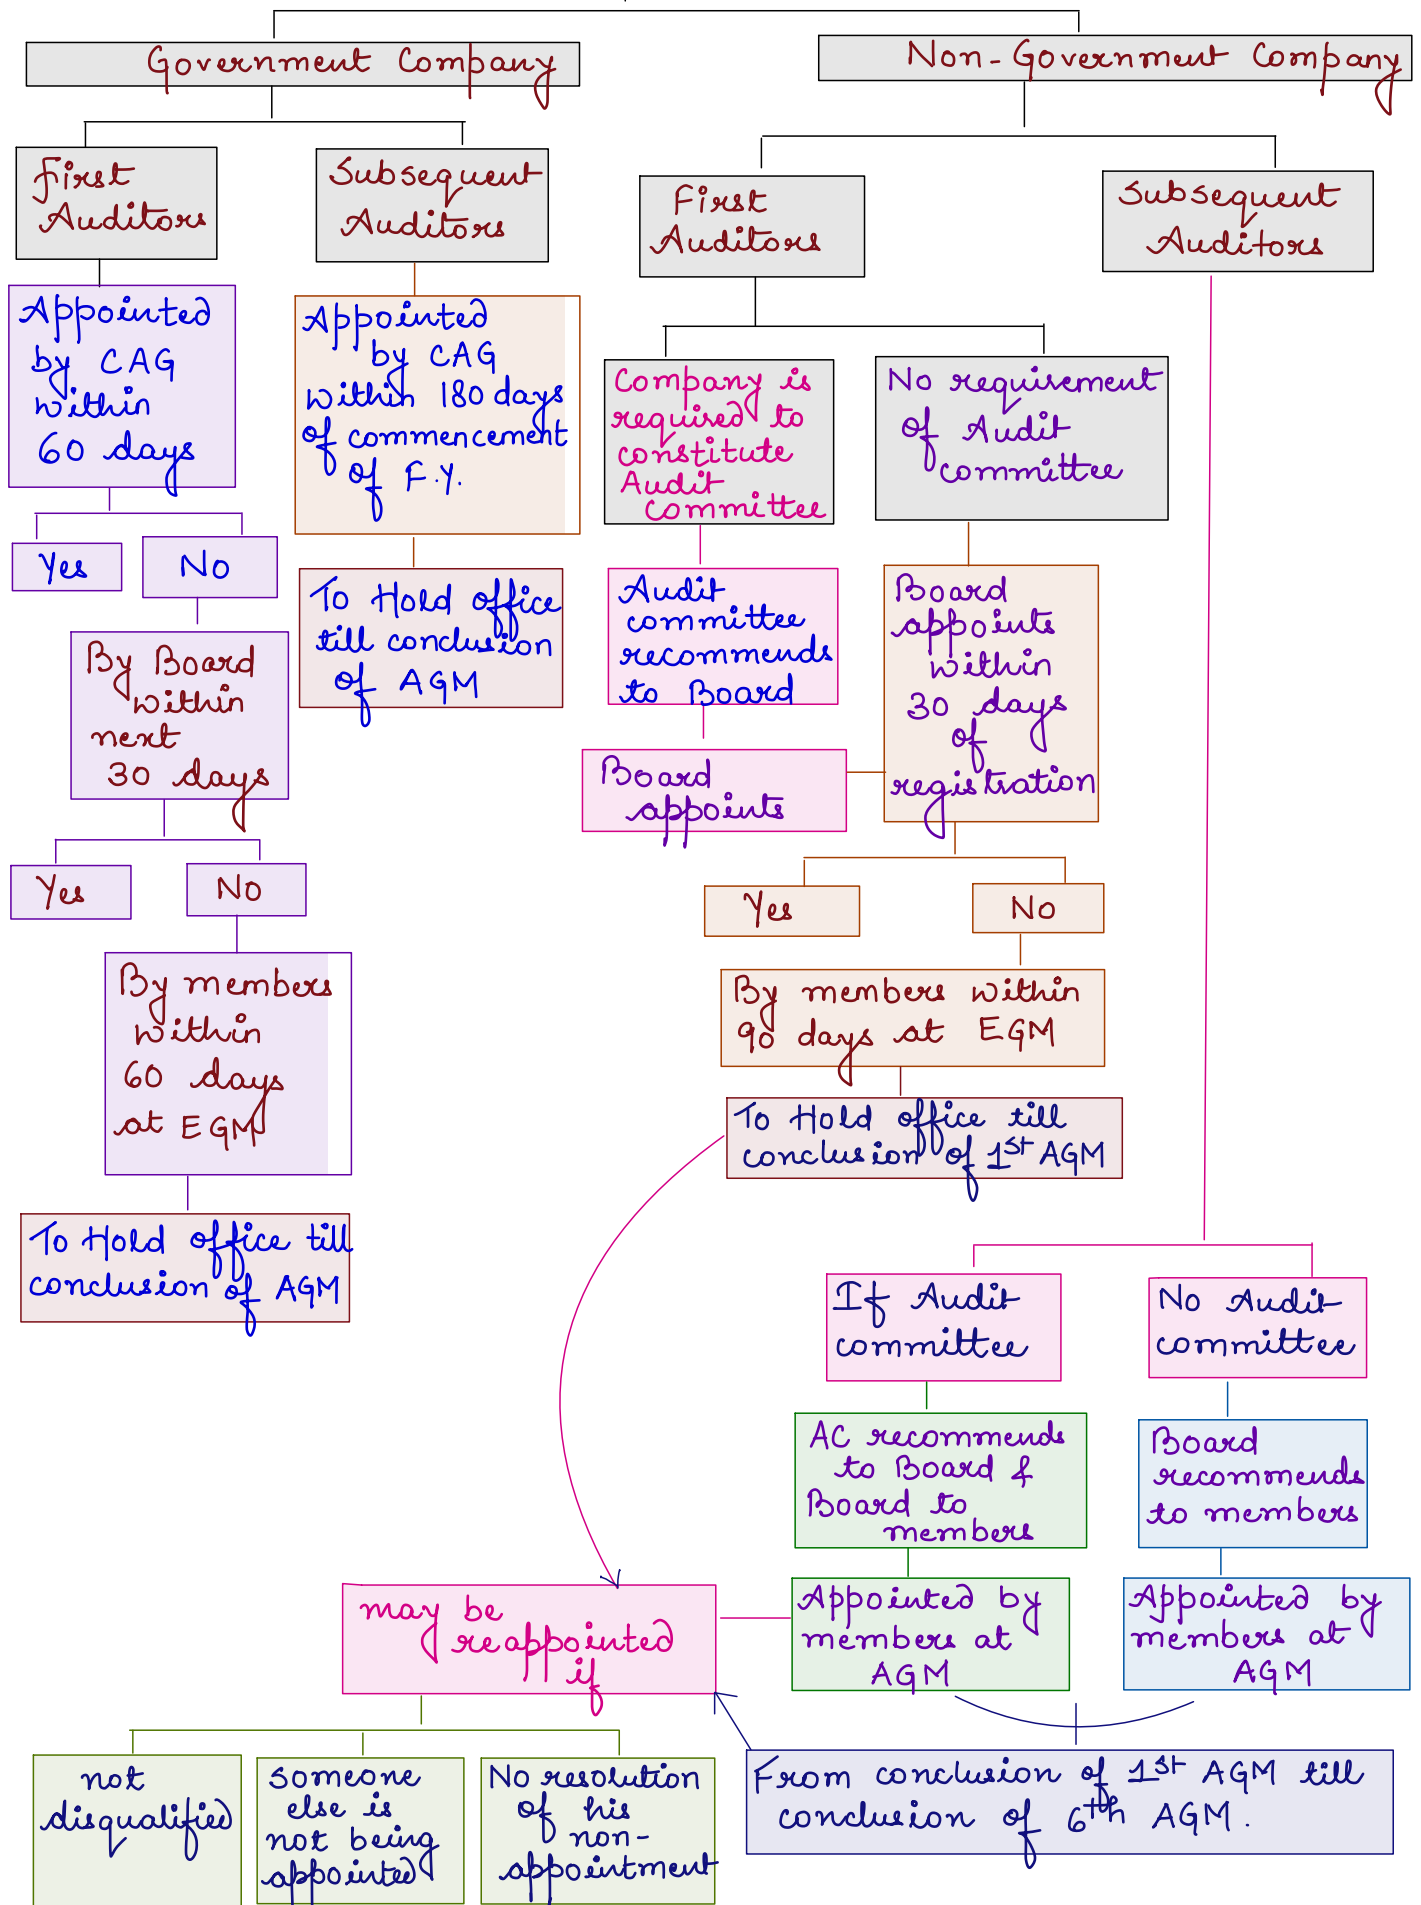 Government Company
First
Auditors
Appointed
by CAG
within
60 days
Yes
No
By Board
within
next
30 days
Yes
No
By members
within
60 days
at EGM
To Hold office till
conclusion of AGM
Subsequent
Auditors
Appointed
by CAG
within 180 days
of commencement
of F.Y.
To Hold office
till conclusion
of AGM
Non-Government Company
First
Auditors
Company is
required to
constitute
Audit
committee
Audit
committee
recommends
to Board
Board
appoints
No requirement
of Audit
committee
Board
appoints
within
30 days
of
registration
Yes
No
By members within
90 days at EGM
To Hold office till
conclusion of 1st AGM
Subsequent
Auditors
If Audit
committee
AC recommends
to Board &
Board to
members
Appointed by
members at
AGM
No Audit
committee
Board
recommends
to members
Appointed by
members at
AGM
From conclusion of 1st AGM till
conclusion of 6th AGM.
may be
reappointed
if
not
disqualified
someone
else is
not being
appointed
No resolution
of his
non-
appointment